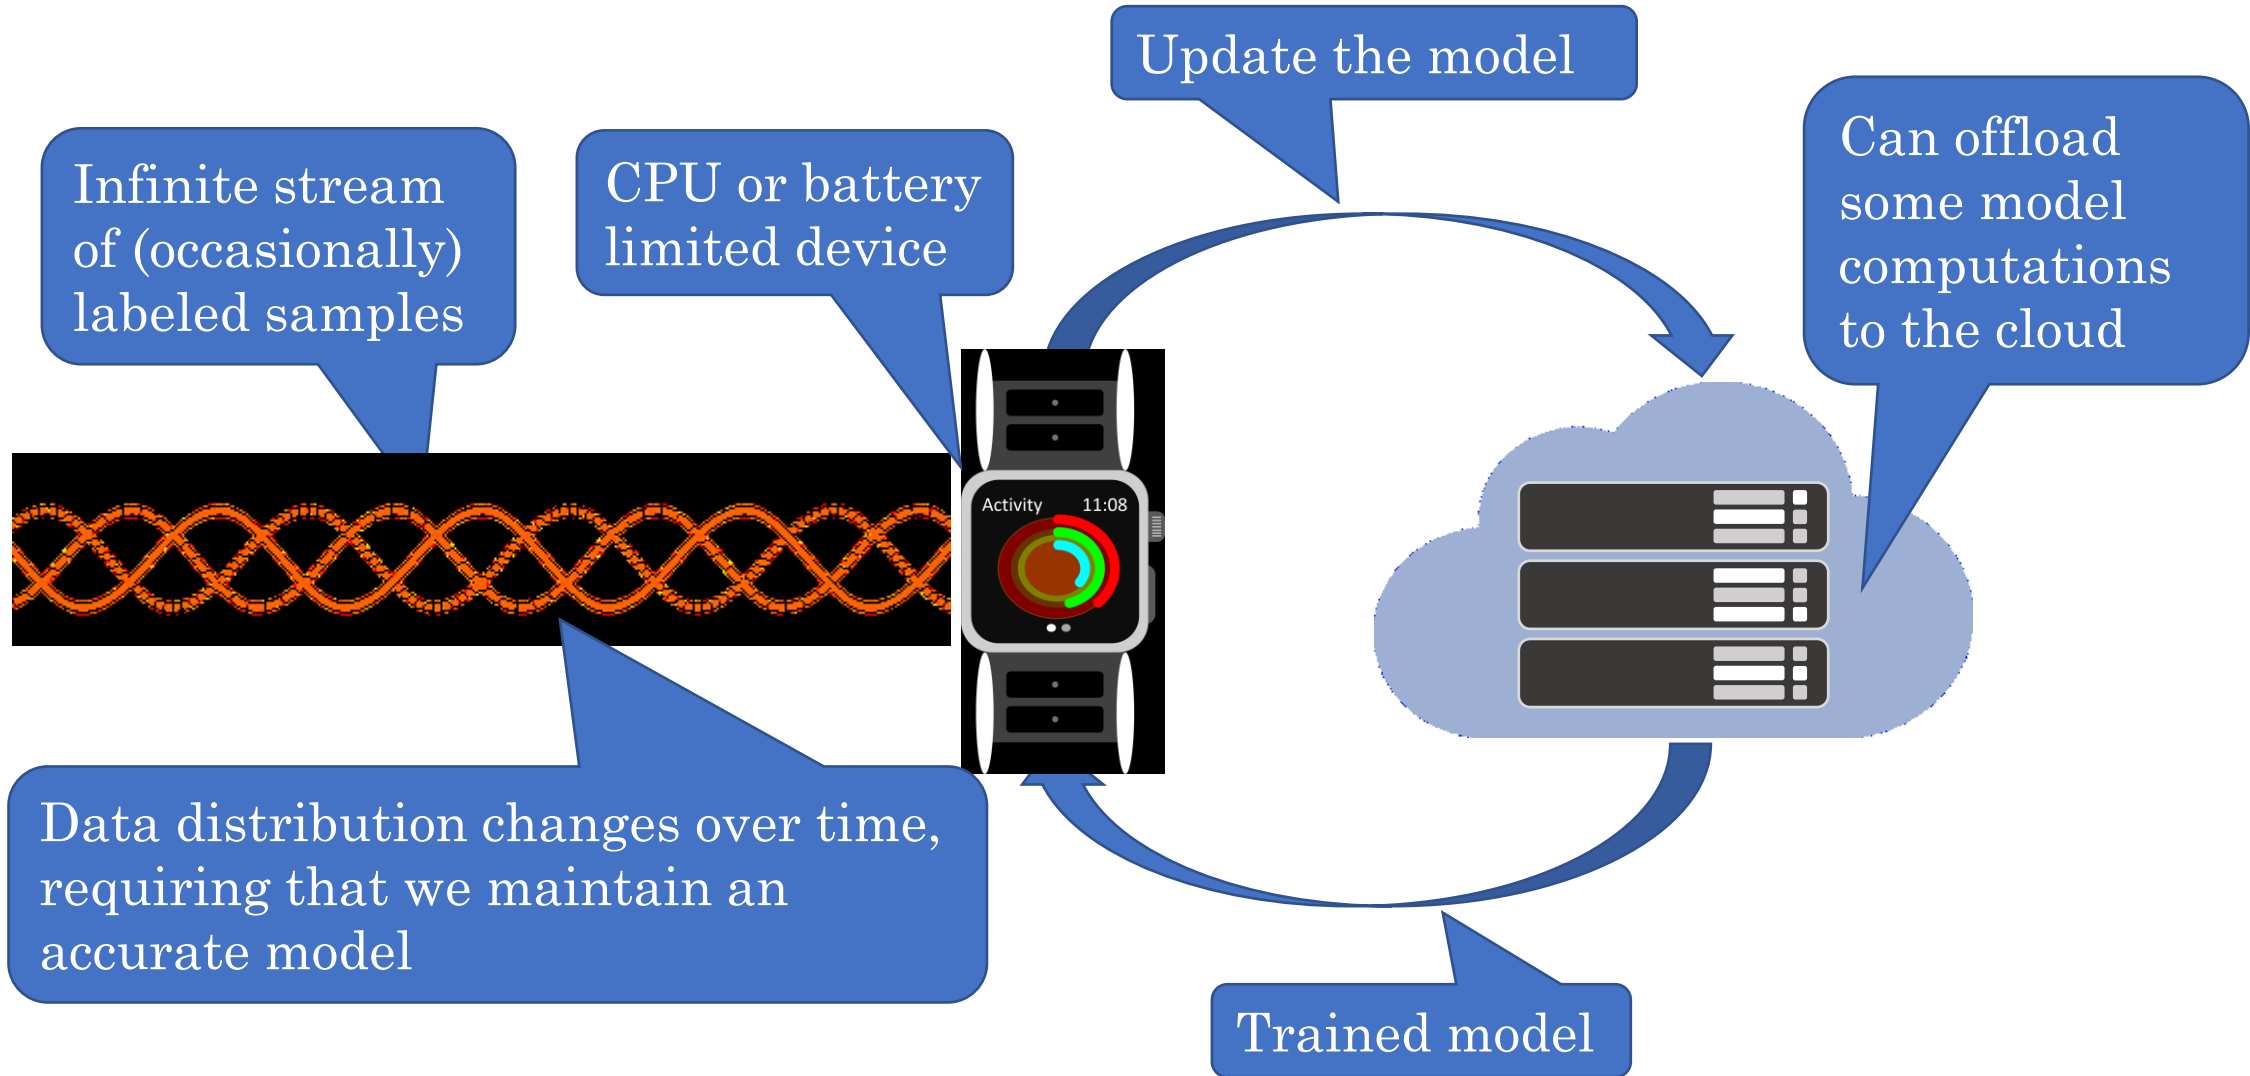 Update the model
Infinite stream
of (occasionally)
labeled samples
CPU or battery
limited device
Can offload
some model
computations
to the cloud
Activity 11:08
Data distribution changes over time,
requiring that we maintain an
accurate model
Trained model